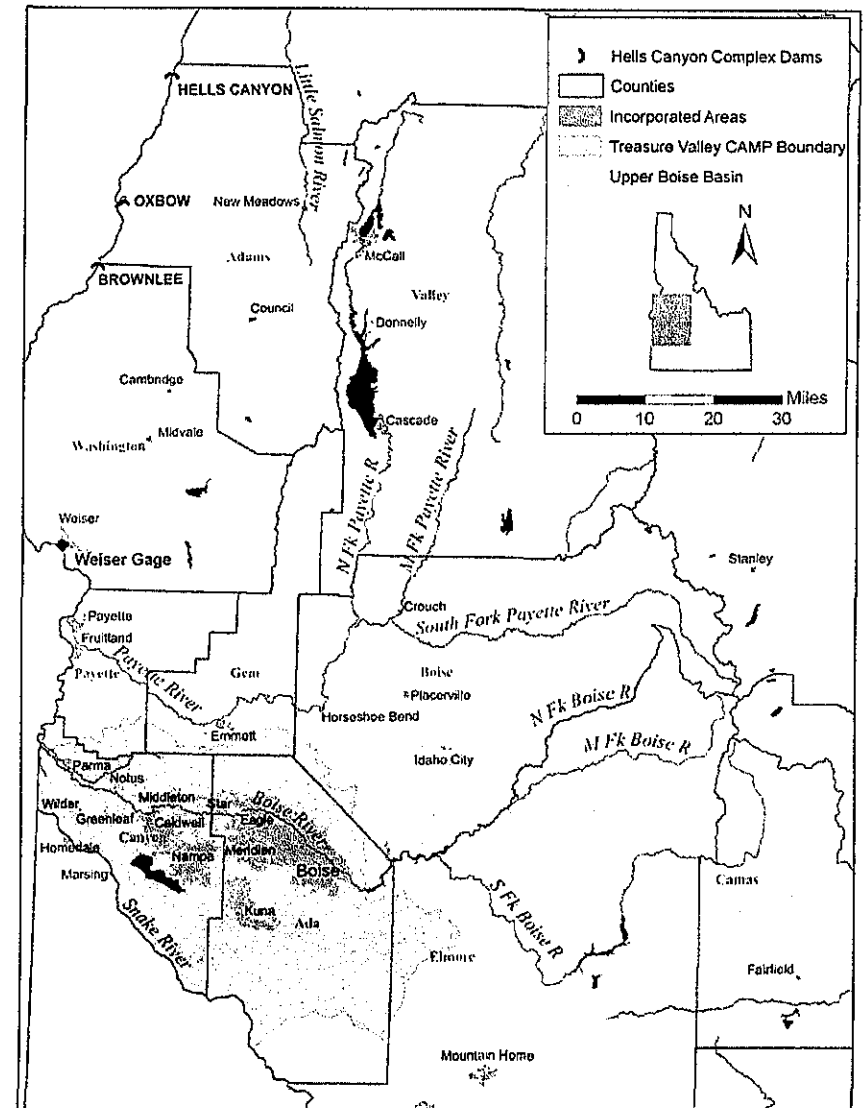 Hells Canyon Complex Dams
Counties
Incorporated Areas
Treasure Valley CAMP Boundary
Upper Boise Basin
N
Miles
0 10 20 30
HELLS CANYON
Little Salmon River
OXBOW
New Meadows
Adams
McCall
BROWNLEE
Valley
Council
Donnelly
Cambridge
Cascade
Midvale
Washington
N Fk Payette R
M Fk Payette River
Weiser
Weiser Gage
Stanley
Crouch
South Fork Payette River
Payette
Fruitland
Payette River
Payette
Gem
Boise
Placerville
N Fk Boise R
Horseshoe Bend
Emmett
M Fk Boise R
Idaho City
Parma
Notus
Middleton
Star
Boise River
Wilder
Greenleaf
Caldwell
Eagle
Canyon
Homedale
Nampa
Meridian
Marsing
Boise
Camas
Kuna
Ada
Snake River
S Fk Boise R
Elmore
Fairfield
Mountain Home